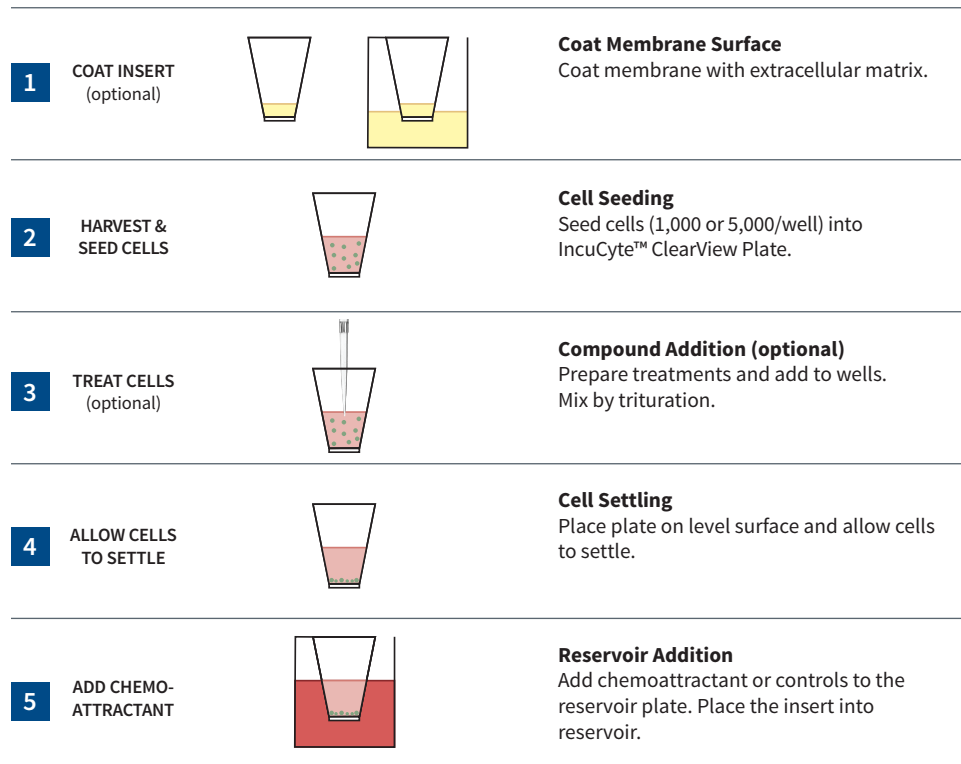 1
COAT INSERT
(optional)
Coat Membrane Surface
Coat membrane with extracellular matrix.
2
HARVEST &
SEED CELLS
Cell Seeding
Seed cells (1,000 or 5,000/well) into
IncuCyte™ ClearView Plate.
3
TREAT CELLS
(optional)
Compound Addition (optional)
Prepare treatments and add to wells.
Mix by trituration.
4
ALLOW CELLS
TO SETTLE
Cell Settling
Place plate on level surface and allow cells
to settle.
5
ADD CHEMO-
ATTRACTANT
Reservoir Addition
Add chemoattractant or controls to the
reservoir plate. Place the insert into
reservoir.